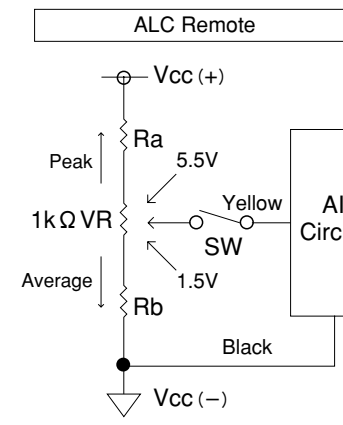 ALC Remote
Vcc (+)
Ra
Peak
5.5V
Yellow
1kΩ VR
SW
Average
1.5V
Rb
Black
Vcc (−)